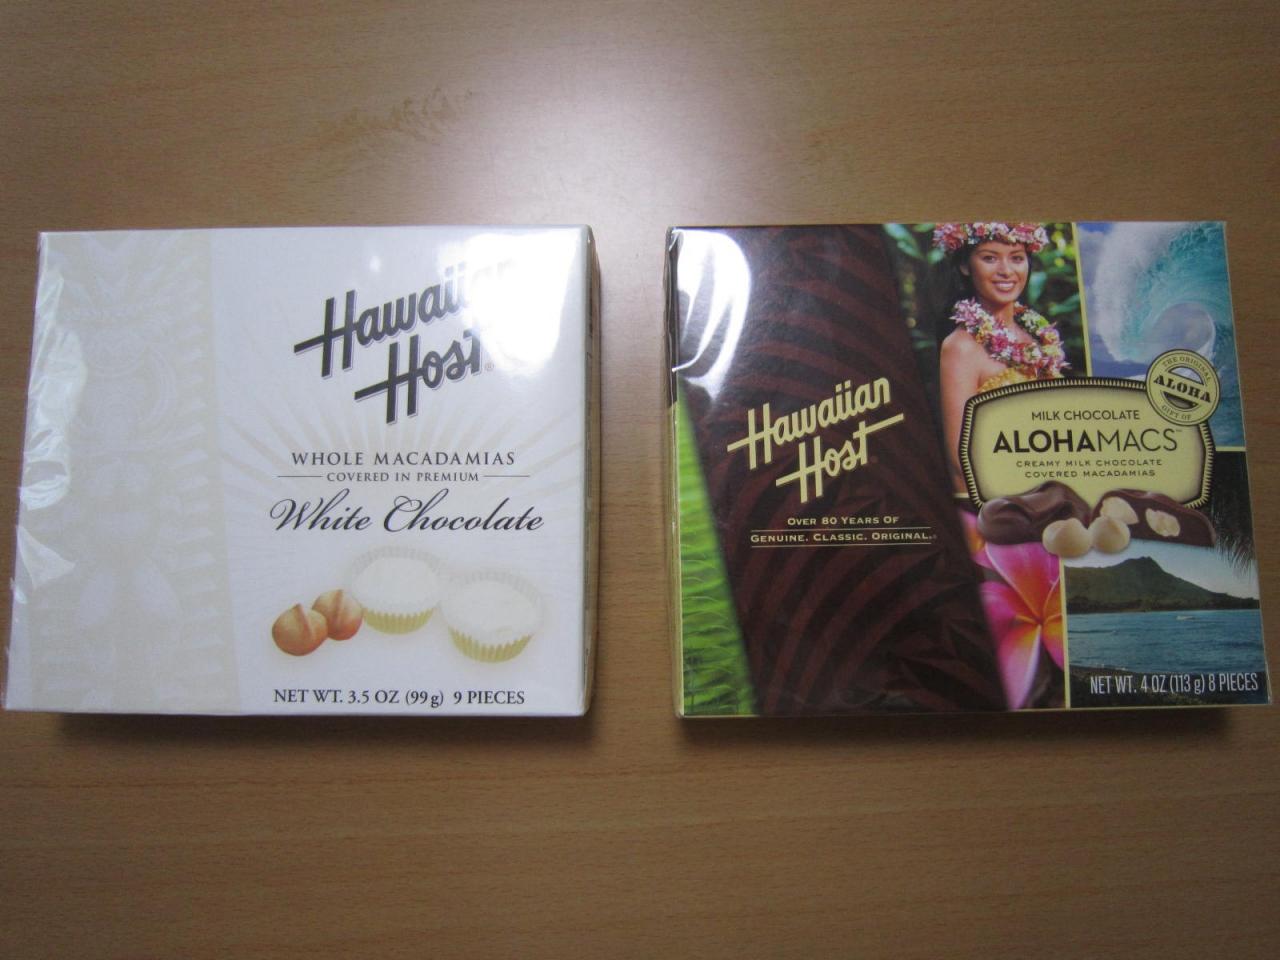 Hawaiian
Host®
WHOLE MACADAMIAS
COVERED IN PREMIUM
White Chocolate
NET WT. 3.5 OZ (99g) 9 PIECES
Hawaiian
Host®
OVER 80 YEARS OF
GENUINE. CLASSIC. ORIGINAL.®
THE ORIGINAL
ALOHA
GIFT OF
MILK CHOCOLATE
ALOHAMACS™
CREAMY MILK CHOCOLATE
COVERED MACADAMIAS
NET WT. 4 OZ (113 g) 8 PIECES